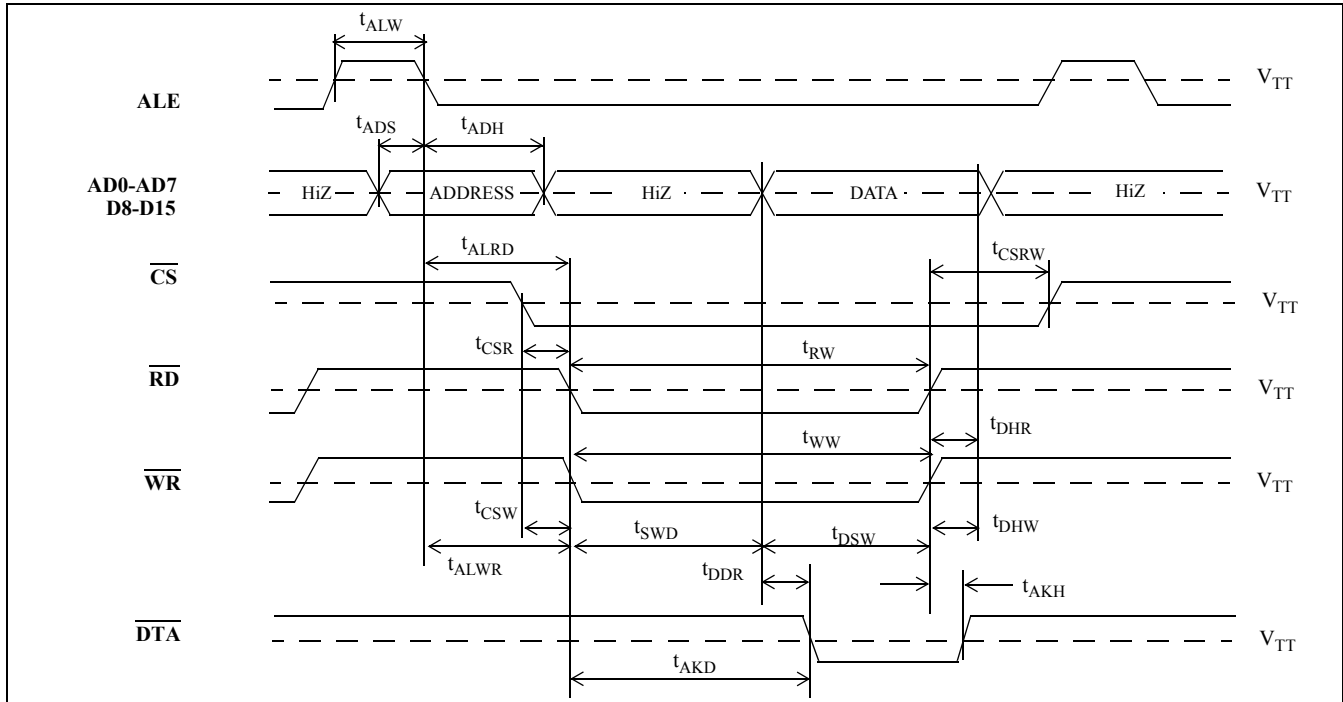 tALW
ALE
VTT
tADS
tADH
AD0-AD7
D8-D15
HiZ
ADDRESS
HiZ
DATA
HiZ
VTT
tALRD
tCSRW
CS
VTT
tCSR
tRW
RD
VTT
tDHR
tWW
WR
VTT
tCSW
tSWD
tDSW
tDHW
tALWR
tDDR
tAKH
DTA
VTT
tAKD